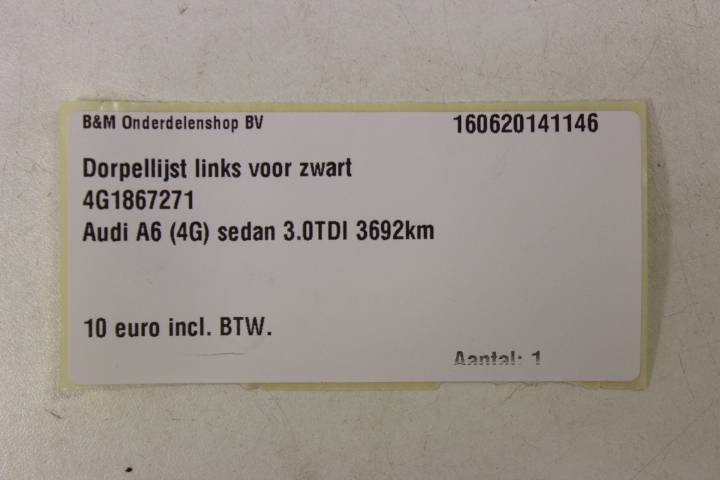 B&M Onderdelenshop BV 160620141146
Dorpellijst links voor zwart
4G1867271
Audi A6 (4G) sedan 3.0TDI 3692km
10 euro incl. BTW.
Aantal: 1